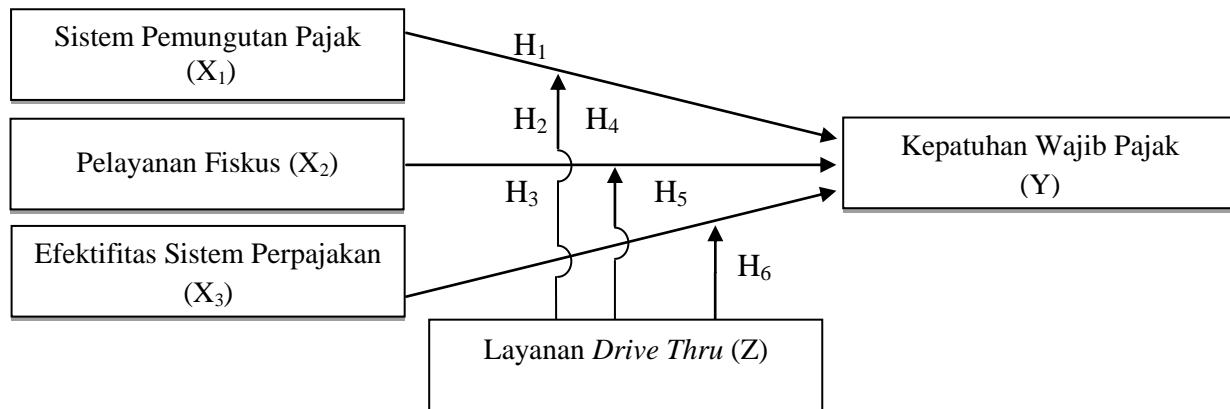 Sistem Pemungutan Pajak
(X₁)
H₁
H₂
H₄
Pelayanan Fiskus (X₂)
Kepatuhan Wajib Pajak
(Y)
H₃
H₅
Efektifitas Sistem Perpajakan
(X₃)
H₆
Layanan Drive Thru (Z)